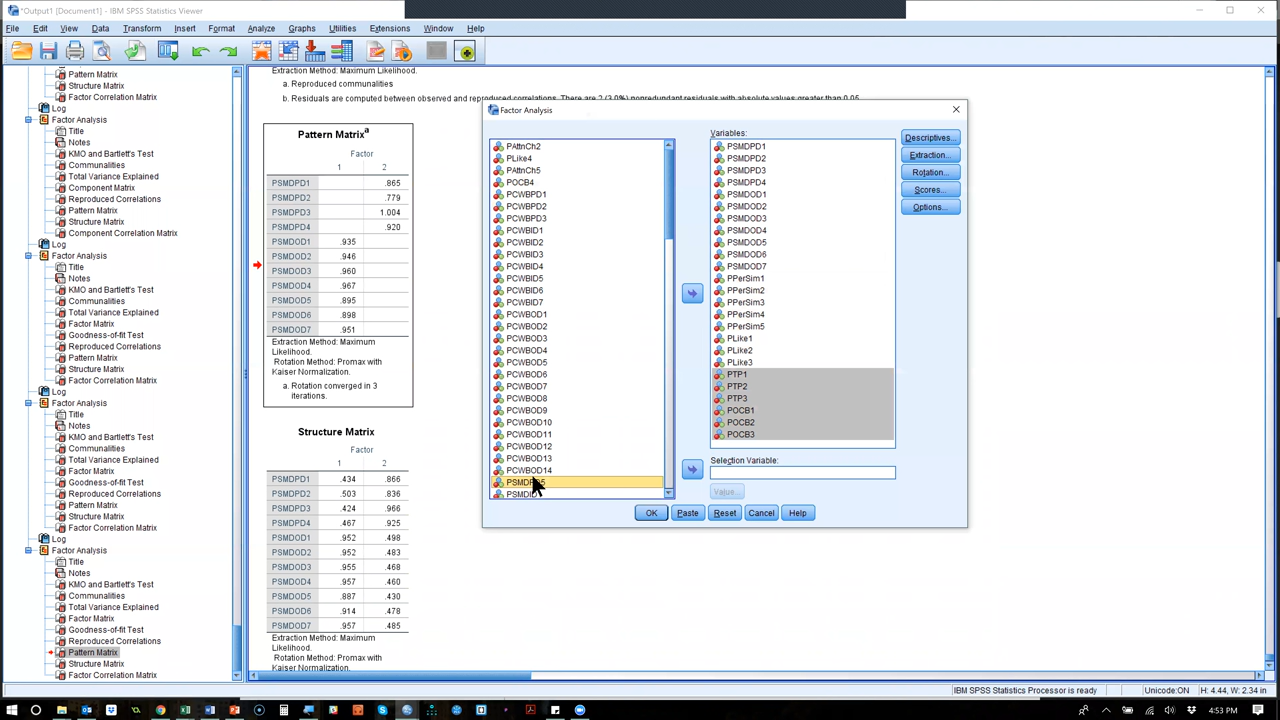 *Output1 [Document1] - IBM SPSS Statistics Viewer
File Edit View Data Transform Insert Format Analyze Graphs Utilities Extensions Window Help
Pattern Matrix
Structure Matrix
Factor Correlation Matrix
Log
Factor Analysis
Title
Notes
KMO and Bartlett's Test
Communalities
Total Variance Explained
Component Matrix
Reproduced Correlations
Pattern Matrix
Structure Matrix
Component Correlation Matrix
Log
Factor Analysis
Title
Notes
KMO and Bartlett's Test
Communalities
Total Variance Explained
Factor Matrix
Goodness-of-fit Test
Reproduced Correlations
Pattern Matrix
Structure Matrix
Factor Correlation Matrix
Log
Factor Analysis
Title
Notes
KMO and Bartlett's Test
Communalities
Total Variance Explained
Factor Matrix
Goodness-of-fit Test
Reproduced Correlations
Pattern Matrix
Structure Matrix
Factor Correlation Matrix
Log
Factor Analysis
Title
Notes
KMO and Bartlett's Test
Communalities
Total Variance Explained
Factor Matrix
Goodness-of-fit Test
Reproduced Correlations
Pattern Matrix
Structure Matrix
Factor Correlation Matrix
Extraction Method: Maximum Likelihood.
a. Reproduced communalities
b. Residuals are computed between observed and reproduced correlations. There are 2 (3.0%) nonredundant residuals with absolute values greater than 0.05.
Pattern Matrixa
Factor
1 2
PSMDPD1 .865
PSMDPD2 .779
PSMDPD3 1.004
PSMDPD4 .920
PSMDOD1 .935
PSMDOD2 .946
PSMDOD3 .960
PSMDOD4 .967
PSMDOD5 .895
PSMDOD6 .898
PSMDOD7 .951
Extraction Method: Maximum
Likelihood.
Rotation Method: Promax with
Kaiser Normalization.
a. Rotation converged in 3
iterations.
Structure Matrix
Factor
1 2
PSMDPD1 .434 .866
PSMDPD2 .503 .836
PSMDPD3 .424 .966
PSMDPD4 .467 .925
PSMDOD1 .952 .498
PSMDOD2 .952 .483
PSMDOD3 .955 .468
PSMDOD4 .957 .460
PSMDOD5 .887 .430
PSMDOD6 .914 .478
PSMDOD7 .957 .485
Extraction Method: Maximum
Likelihood.
Rotation Method: Promax with
Kaiser Normalization.
Factor Analysis
PAttnCh2
PLike4
PAttnCh5
POCB4
PCWBPD1
PCWBPD2
PCWBPD3
PCWBID1
PCWBID2
PCWBID3
PCWBID4
PCWBID5
PCWBID6
PCWBID7
PCWBOD1
PCWBOD2
PCWBOD3
PCWBOD4
PCWBOD5
PCWBOD6
PCWBOD7
PCWBOD8
PCWBOD9
PCWBOD10
PCWBOD11
PCWBOD12
PCWBOD13
PCWBOD14
Variables:
PSMDPD1
PSMDPD2
PSMDPD3
PSMDPD4
PSMDOD1
PSMDOD2
PSMDOD3
PSMDOD4
PSMDOD5
PSMDOD6
PSMDOD7
PPerSim1
PPerSim2
PPerSim3
PPerSim4
PPerSim5
PLike1
PLike2
PLike3
PTP1
PTP2
PTP3
POCB1
POCB2
POCB3
Selection Variable:
Value...
Descriptives...
Extraction...
Rotation...
Scores...
Options...
OK Paste Reset Cancel Help
IBM SPSS Statistics Processor is ready Unicode:ON H: 4.44, W: 2.34 in
4:53 PM